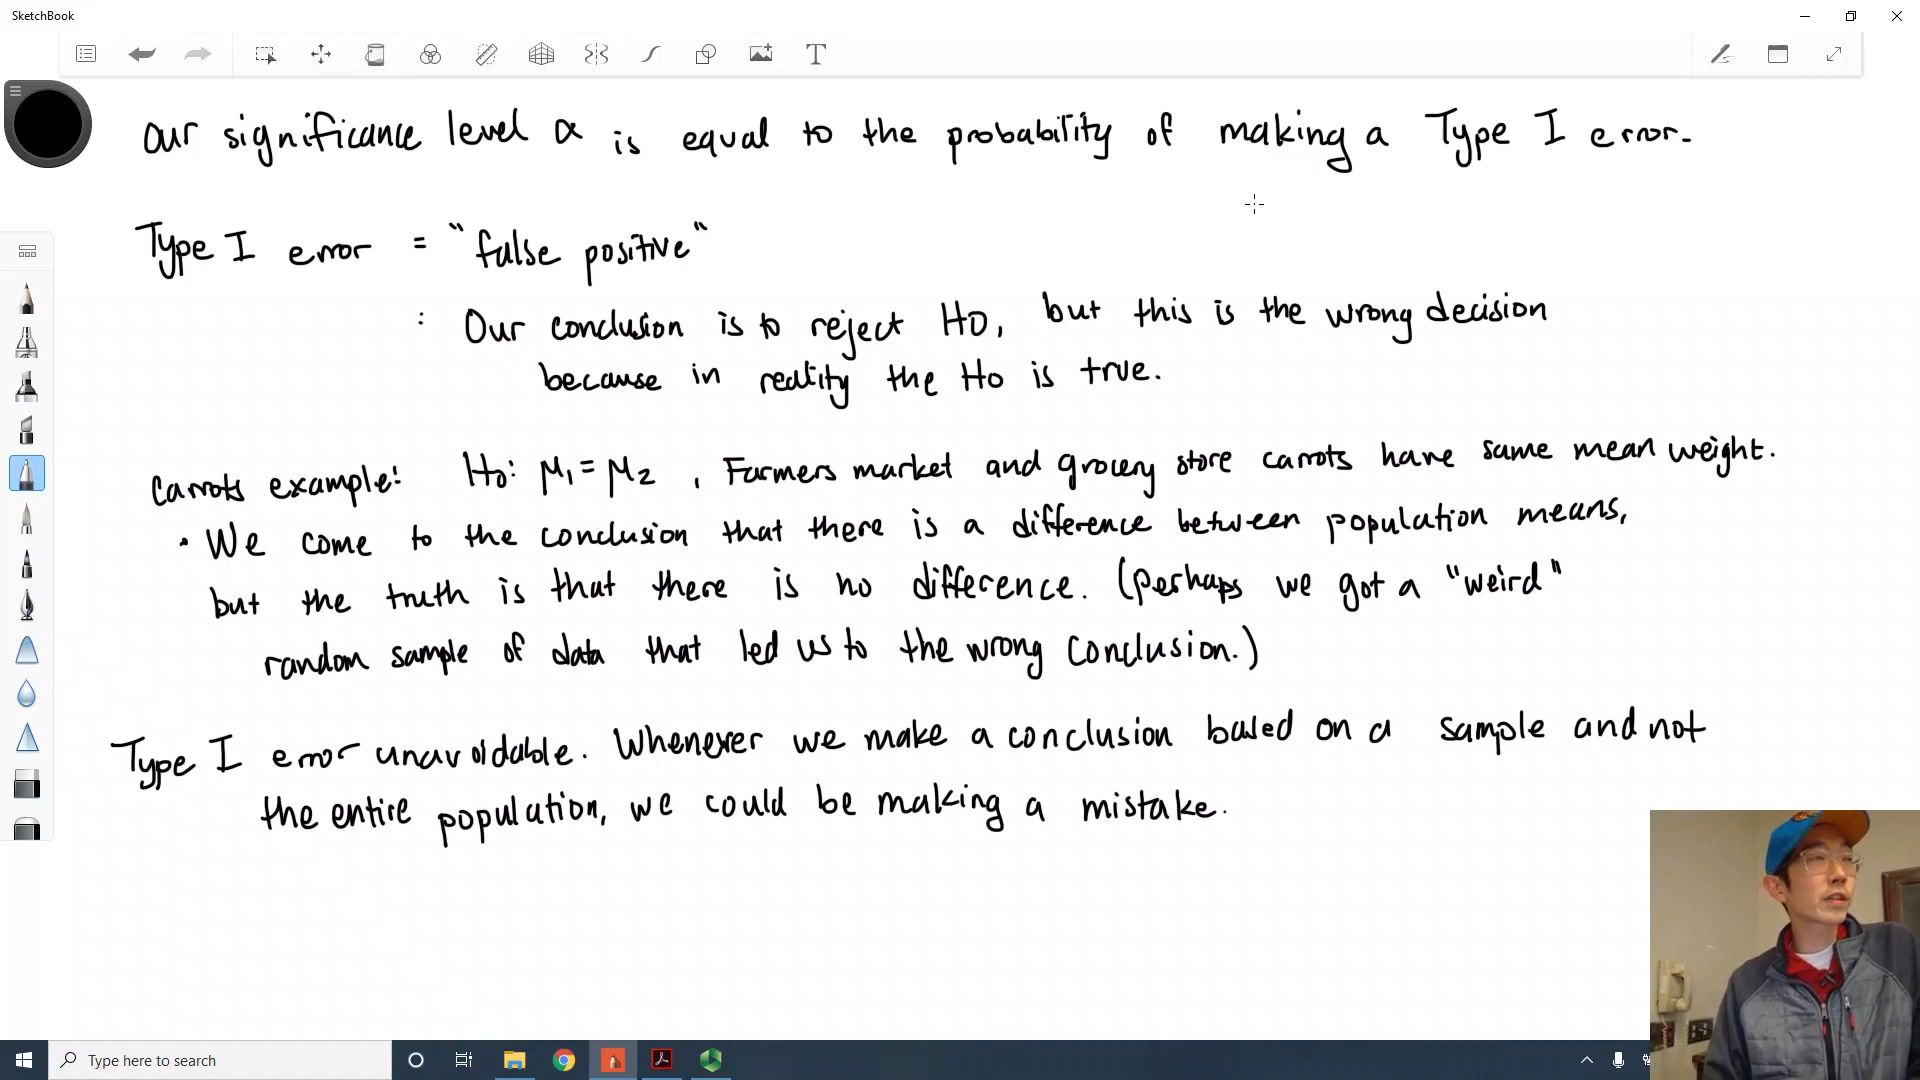 SketchBook
Our significance level α is equal to the probability of making a Type I error.
Type I error = "false positive"
: Our conclusion is to reject H0, but this is the wrong decision
because in reality the Ho is true.
Carrots example: Ho: μ1 = μ2 , Farmers market and grocery store carrots have same mean weight.
• We come to the conclusion that there is a difference between population means,
but the truth is that there is no difference. (Perhaps we got a "weird"
random sample of data that led us to the wrong conclusion.)
Type I error unavoidable. Whenever we make a conclusion based on a sample and not
the entire population, we could be making a mistake.
Type here to search